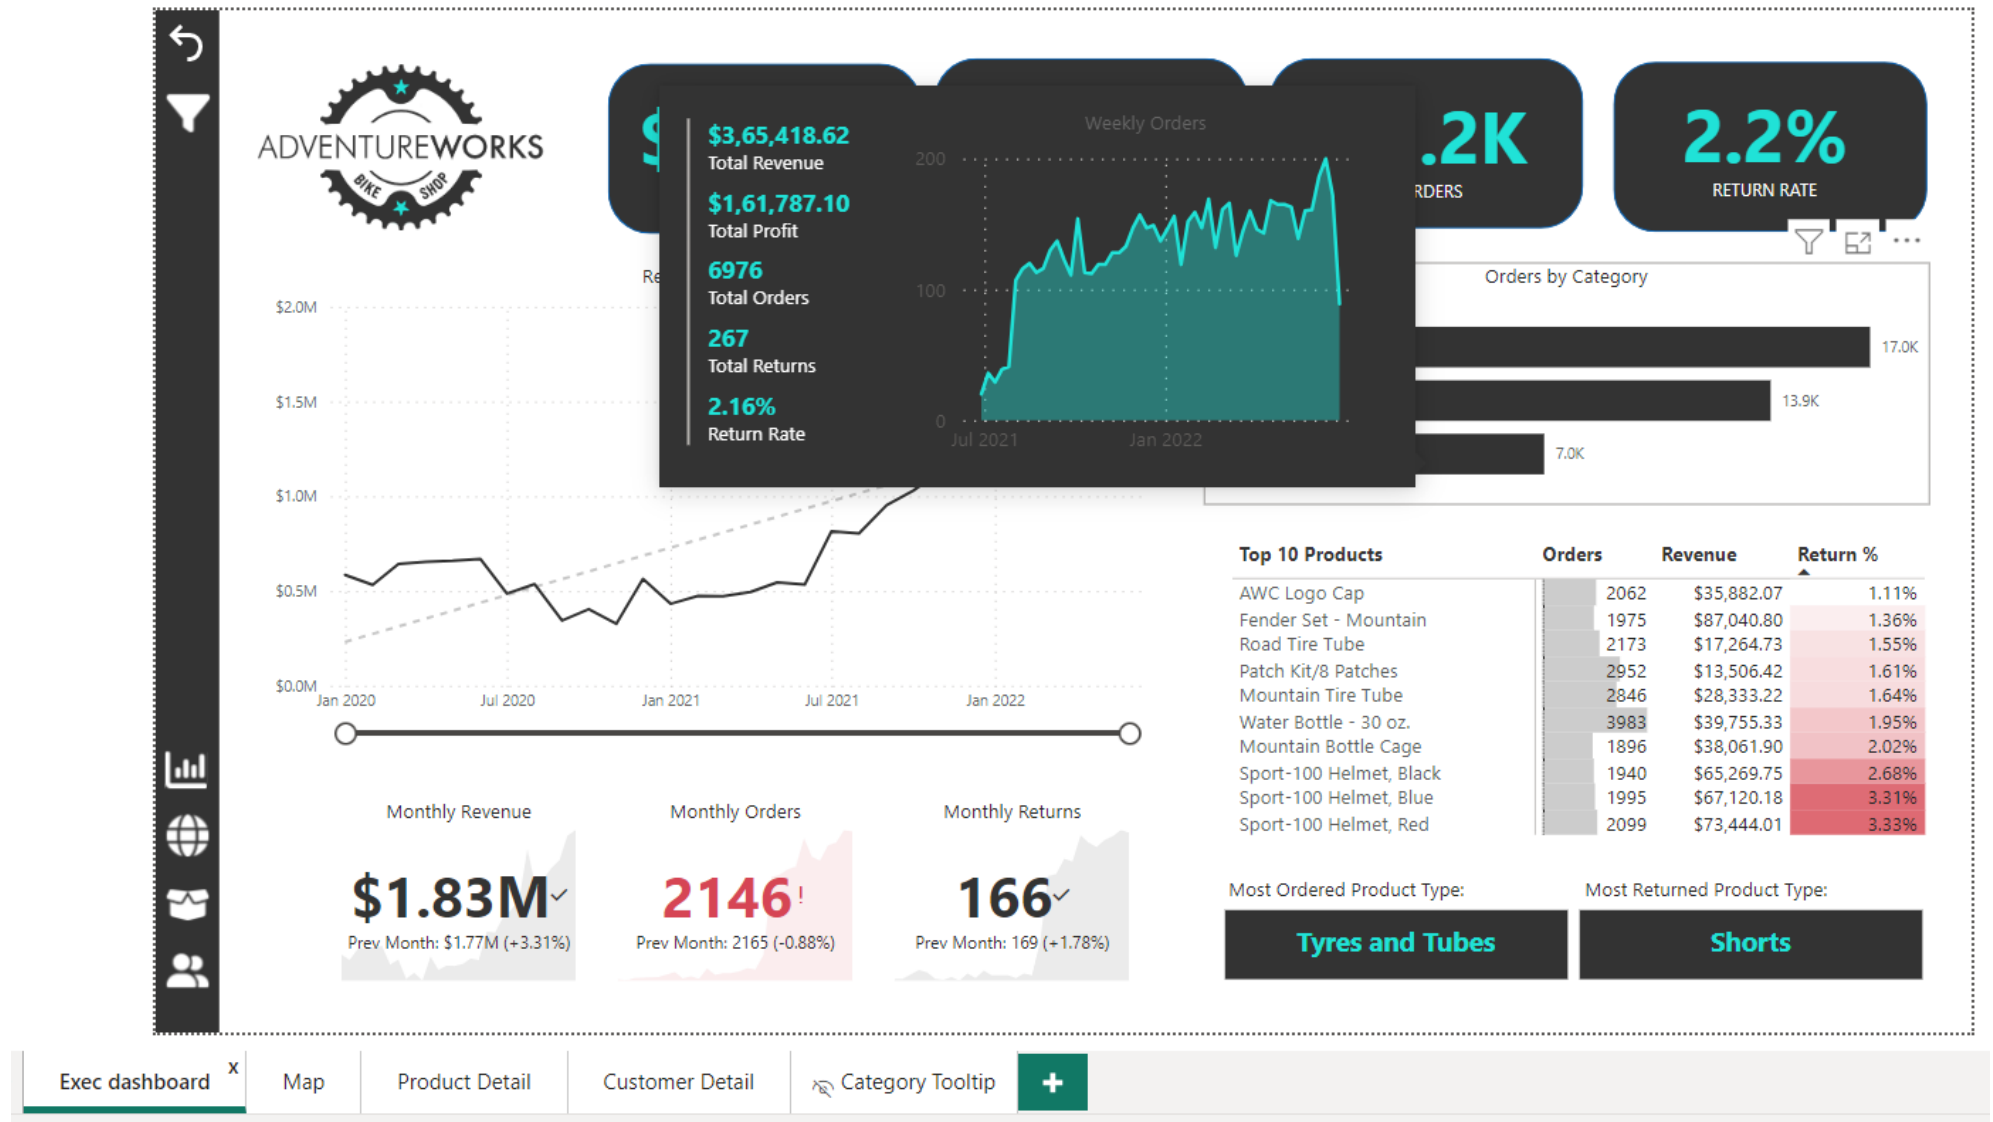 ADVENTUREWORKS
BIKE SHOP
$3,65,418.62
Total Revenue
$1,61,787.10
Total Profit
6976
Total Orders
267
Total Returns
2.16%
Return Rate
Weekly Orders
200
100
0
Jul 2021
Jan 2022
.2K
RDERS
2.2%
RETURN RATE
Re
$2.0M
$1.5M
$1.0M
$0.5M
$0.0M
Jan 2020
Jul 2020
Jan 2021
Jul 2021
Jan 2022
Orders by Category
17.0K
13.9K
7.0K
Top 10 Products Orders Revenue Return %
AWC Logo Cap 2062 $35,882.07 1.11%
Fender Set - Mountain 1975 $87,040.80 1.36%
Road Tire Tube 2173 $17,264.73 1.55%
Patch Kit/8 Patches 2952 $13,506.42 1.61%
Mountain Tire Tube 2846 $28,333.22 1.64%
Water Bottle - 30 oz. 3983 $39,755.33 1.95%
Mountain Bottle Cage 1896 $38,061.90 2.02%
Sport-100 Helmet, Black 1940 $65,269.75 2.68%
Sport-100 Helmet, Blue 1995 $67,120.18 3.31%
Sport-100 Helmet, Red 2099 $73,444.01 3.33%
Monthly Revenue
$1.83M
Prev Month: $1.77M (+3.31%)
Monthly Orders
2146!
Prev Month: 2165 (-0.88%)
Monthly Returns
166
Prev Month: 169 (+1.78%)
Most Ordered Product Type:
Tyres and Tubes
Most Returned Product Type:
Shorts
Exec dashboard x
Map
Product Detail
Customer Detail
Category Tooltip
+